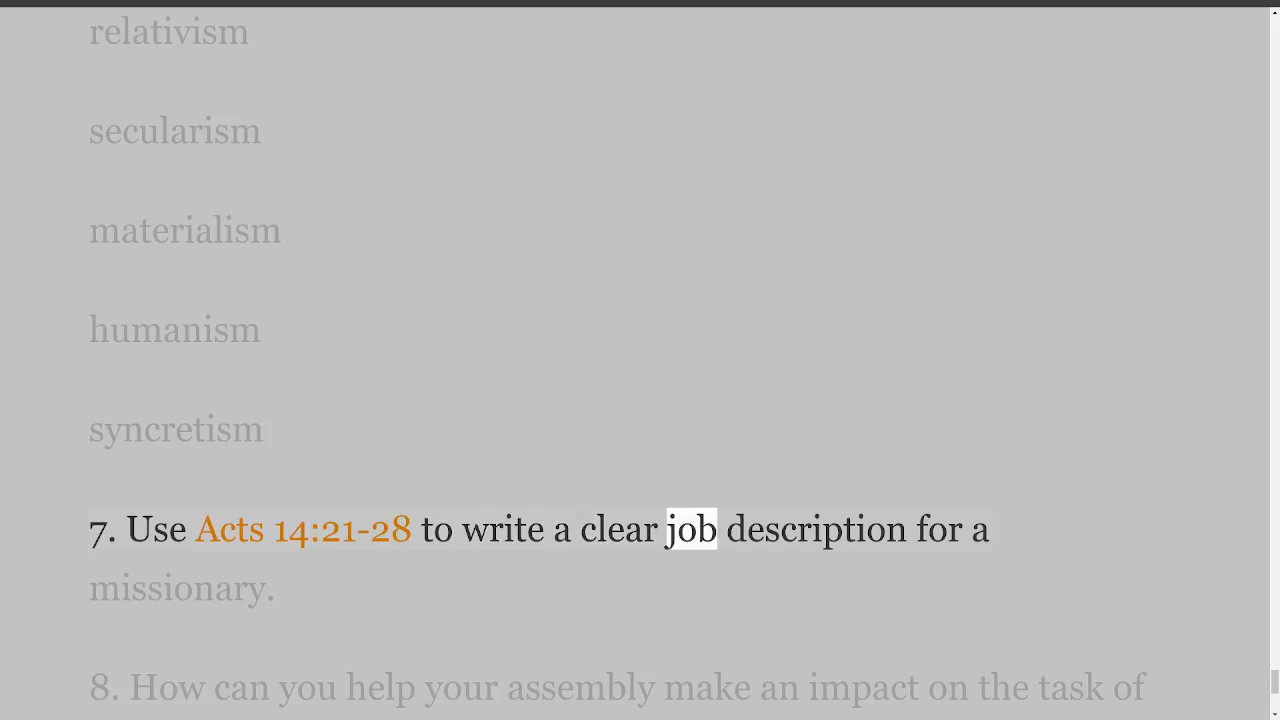 relativism
secularism
materialism
humanism
syncretism
7. Use Acts 14:21-28 to write a clear job description for a
missionary.
8. How can you help your assembly make an impact on the task of